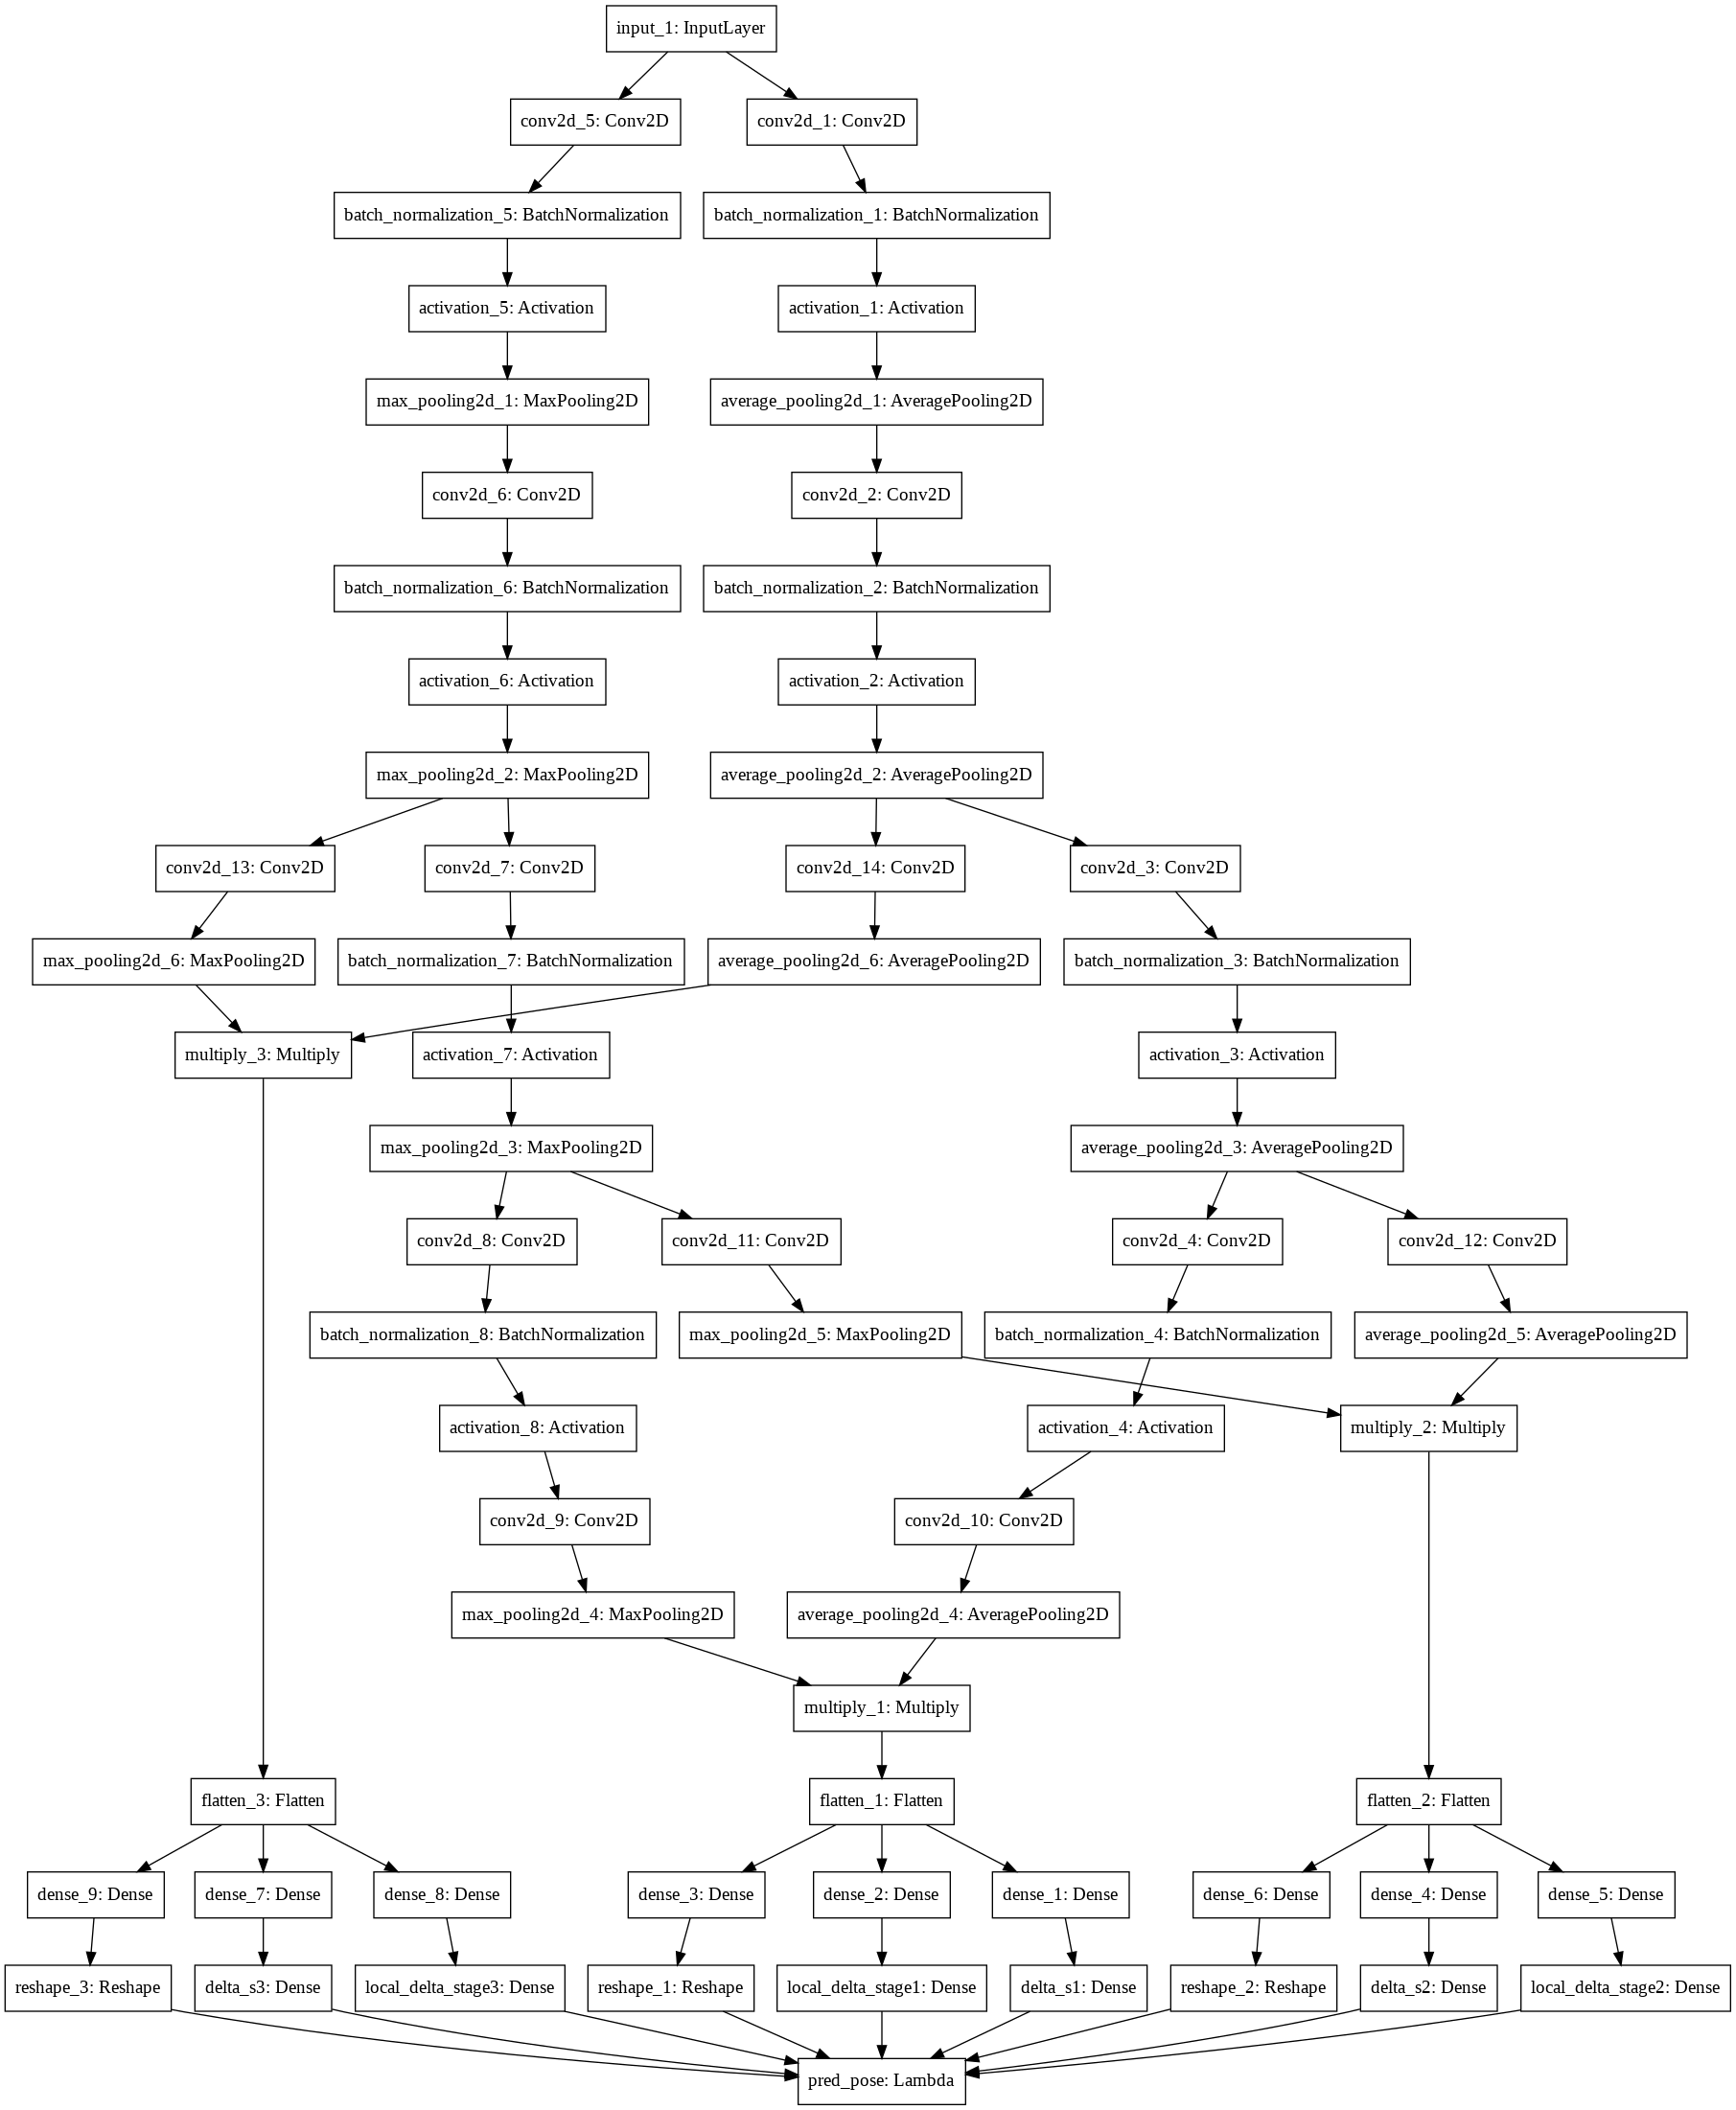 input_1: InputLayer
conv2d_5: Conv2D
conv2d_1: Conv2D
batch_normalization_5: BatchNormalization
batch_normalization_1: BatchNormalization
activation_5: Activation
activation_1: Activation
max_pooling2d_1: MaxPooling2D
average_pooling2d_1: AveragePooling2D
conv2d_6: Conv2D
conv2d_2: Conv2D
batch_normalization_6: BatchNormalization
batch_normalization_2: BatchNormalization
activation_6: Activation
activation_2: Activation
max_pooling2d_2: MaxPooling2D
average_pooling2d_2: AveragePooling2D
conv2d_13: Conv2D
conv2d_7: Conv2D
conv2d_14: Conv2D
conv2d_3: Conv2D
max_pooling2d_6: MaxPooling2D
batch_normalization_7: BatchNormalization
average_pooling2d_6: AveragePooling2D
batch_normalization_3: BatchNormalization
multiply_3: Multiply
activation_7: Activation
activation_3: Activation
max_pooling2d_3: MaxPooling2D
average_pooling2d_3: AveragePooling2D
conv2d_8: Conv2D
conv2d_11: Conv2D
conv2d_4: Conv2D
conv2d_12: Conv2D
batch_normalization_8: BatchNormalization
max_pooling2d_5: MaxPooling2D
batch_normalization_4: BatchNormalization
average_pooling2d_5: AveragePooling2D
activation_8: Activation
activation_4: Activation
multiply_2: Multiply
conv2d_9: Conv2D
conv2d_10: Conv2D
max_pooling2d_4: MaxPooling2D
average_pooling2d_4: AveragePooling2D
multiply_1: Multiply
flatten_3: Flatten
flatten_1: Flatten
flatten_2: Flatten
dense_9: Dense
dense_7: Dense
dense_8: Dense
dense_3: Dense
dense_2: Dense
dense_1: Dense
dense_6: Dense
dense_4: Dense
dense_5: Dense
reshape_3: Reshape
delta_s3: Dense
local_delta_stage3: Dense
reshape_1: Reshape
local_delta_stage1: Dense
delta_s1: Dense
reshape_2: Reshape
delta_s2: Dense
local_delta_stage2: Dense
pred_pose: Lambda